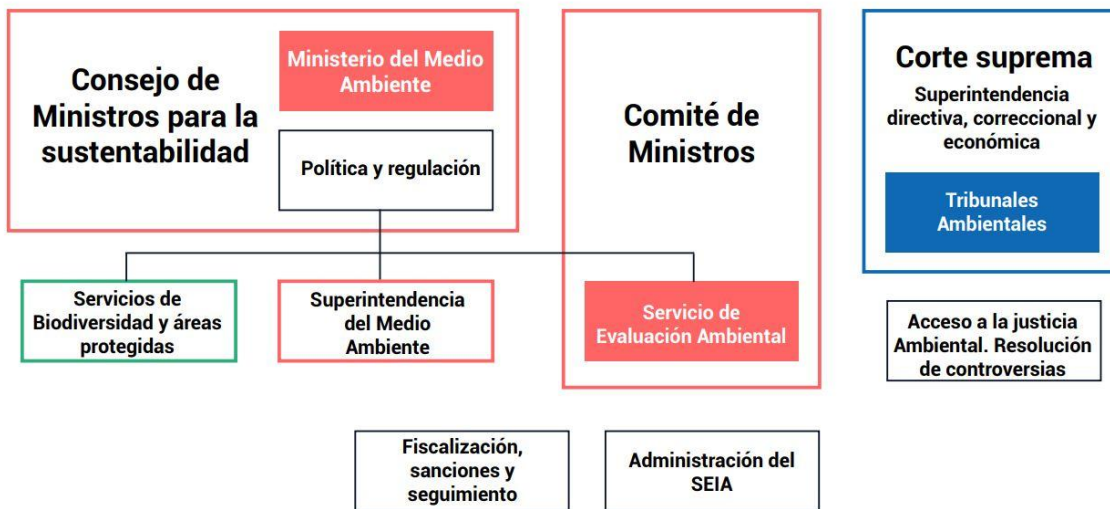 Consejo de
Ministros para la
sustentabilidad
Ministerio del Medio
Ambiente
Política y regulación
Comité de
Ministros
Corte suprema
Superintendencia
directiva, correccional y
económica
Tribunales
Ambientales
Servicios de
Biodiversidad y áreas
protegidas
Superintendencia
del Medio
Ambiente
Servicio de
Evaluación Ambiental
Acceso a la justicia
Ambiental. Resolución
de controversias
Fiscalización,
sanciones y
seguimiento
Administración del
SEIA